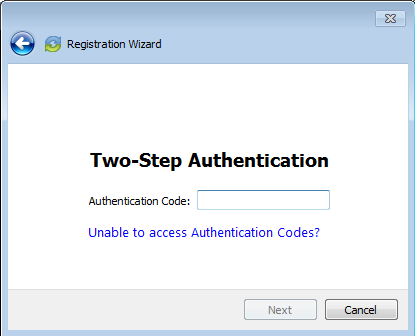 Registration Wizard
Two-Step Authentication
Authentication Code:
Unable to access Authentication Codes?
Next
Cancel